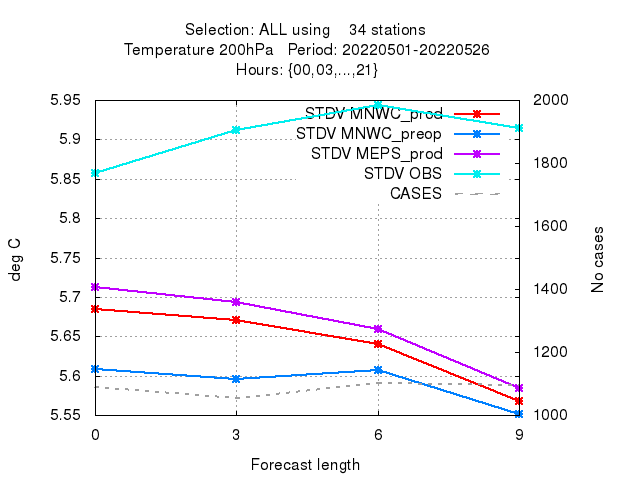 Selection: ALL using 34 stations
Temperature 200hPa Period: 20220501-20220526
Hours: {00,03,...,21}
STDV MNWC_prod
STDV MNWC_preop
STDV MEPS_prod
STDV OBS
CASES
5.95
5.9
5.85
5.8
5.75
5.7
5.65
5.6
5.55
deg C
2000
1800
1600
1400
1200
1000
No cases
0 3 6 9
Forecast length